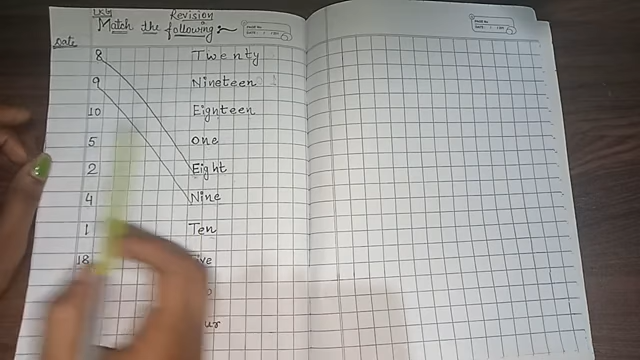 LKG Revision
Match the following :~
Date
8 Twenty
9 Nineteen
10 Eighteen
5 One
2 Eight
4 Nine
1 Ten
18